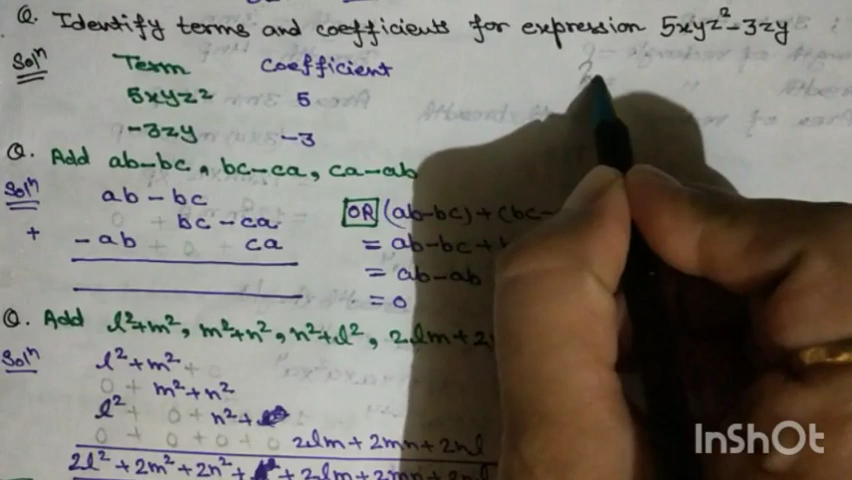 Q. Identify terms and coefficients for expression 5xyz²-3zy
Solⁿ Term Coefficient
5xyz² 5
-3zy -3
Q. Add ab-bc, bc-ca, ca-ab
Solⁿ ab - bc OR (ab-bc) + (bc-
bc - ca = ab-bc+
+ - ab ca = ab-ab
= 0
Q. Add l²+m², m²+n², n²+l², 2lm+2
Solⁿ l² + m² + 0
0 + m² + n²
l² + 0 + n² +
0 + 0 + 0 + 0 2lm + 2mn + 2nl
2l² + 2m² + 2n² + + 2lm + 2mn + 2nl
InShOt